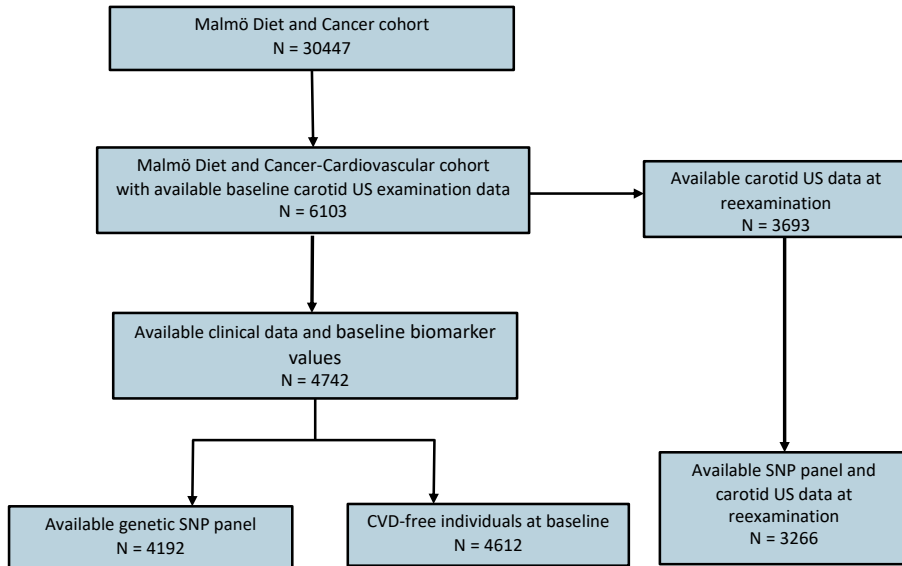 Malmö Diet and Cancer cohort
N = 30447
Malmö Diet and Cancer-Cardiovascular cohort
with available baseline carotid US examination data
N = 6103
Available carotid US data at
reexamination
N = 3693
Available clinical data and baseline biomarker
values
N = 4742
Available genetic SNP panel
N = 4192
CVD-free individuals at baseline
N = 4612
Available SNP panel and
carotid US data at
reexamination
N = 3266